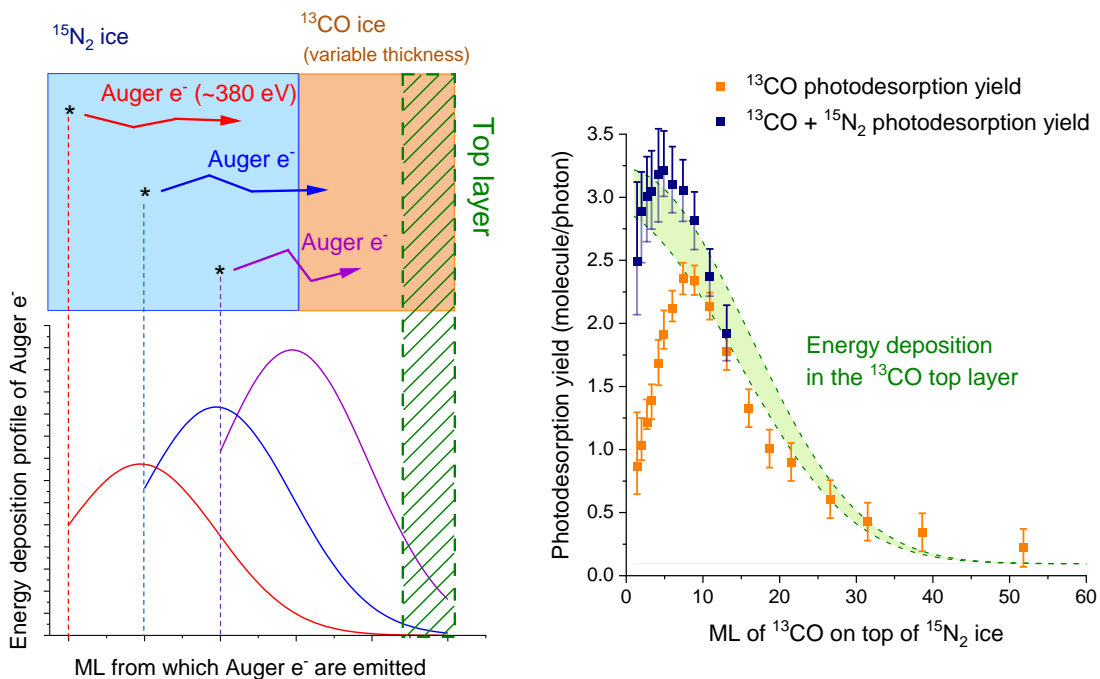 ¹⁵N₂ ice
¹³CO ice
(variable thickness)
Auger e⁻ (~380 eV)
*
Auger e⁻
*
Auger e⁻
*
Top layer
Energy deposition profile of Auger e⁻
ML from which Auger e⁻ are emitted
¹³CO photodesorption yield
¹³CO + ¹⁵N₂ photodesorption yield
Photodesorption yield (molecule/photon)
3.5
3.0
2.5
2.0
1.5
1.0
0.5
0.0
Energy deposition
in the ¹³CO top layer
0 10 20 30 40 50 60
ML of ¹³CO on top of ¹⁵N₂ ice